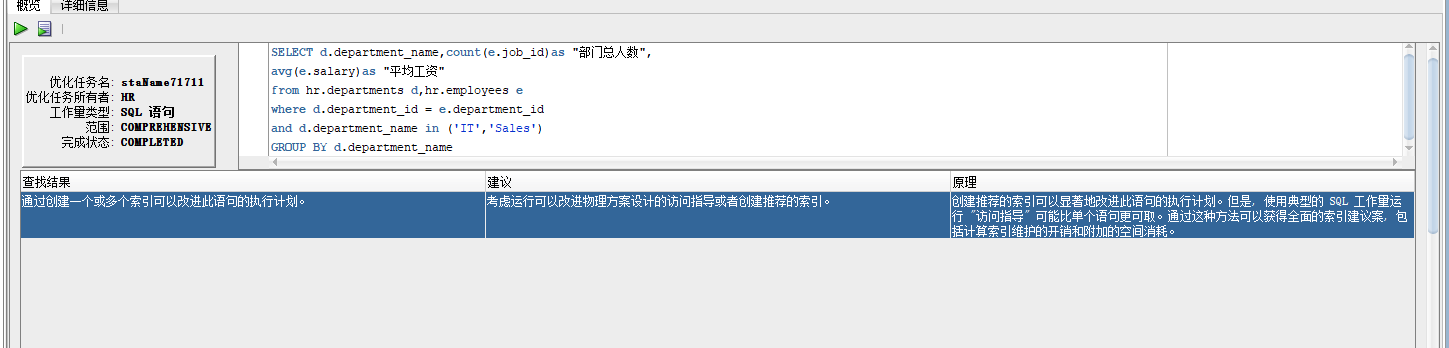 概览 详细信息
优化任务名: staName71711
优化任务所有者: HR
工作量类型: SQL 语句
范围: COMPREHENSIVE
完成状态: COMPLETED
SELECT d.department_name,count(e.job_id)as "部门总人数",
avg(e.salary)as "平均工资"
from hr.departments d,hr.employees e
where d.department_id = e.department_id
and d.department_name in ('IT','Sales')
GROUP BY d.department_name
查找结果 建议 原理
通过创建一个或多个索引可以改进此语句的执行计划。
考虑运行可以改进物理方案设计的访问指导或者创建推荐的索引。
创建推荐的索引可以显著地改进此语句的执行计划。但是, 使用典型的 SQL 工作量运
行 "访问指导" 可能比单个语句更可取。通过这种方法可以获得全面的索引建议案, 包
括计算索引维护的开销和附加的空间消耗。